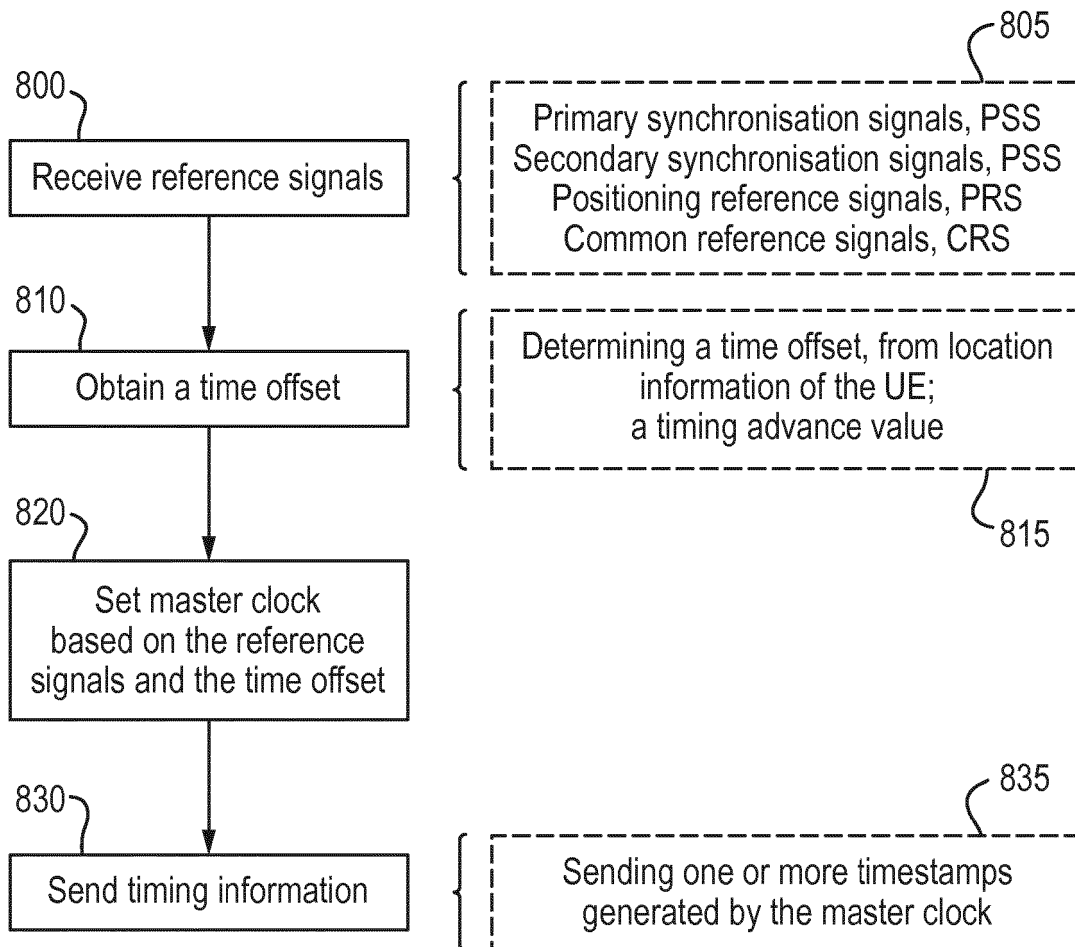 805
800
Receive reference signals
Primary synchronisation signals, PSS
Secondary synchronisation signals, PSS
Positioning reference signals, PRS
Common reference signals, CRS
810
Obtain a time offset
Determining a time offset, from location
information of the UE;
a timing advance value
815
820
Set master clock
based on the reference
signals and the time offset
830
Send timing information
835
Sending one or more timestamps
generated by the master clock